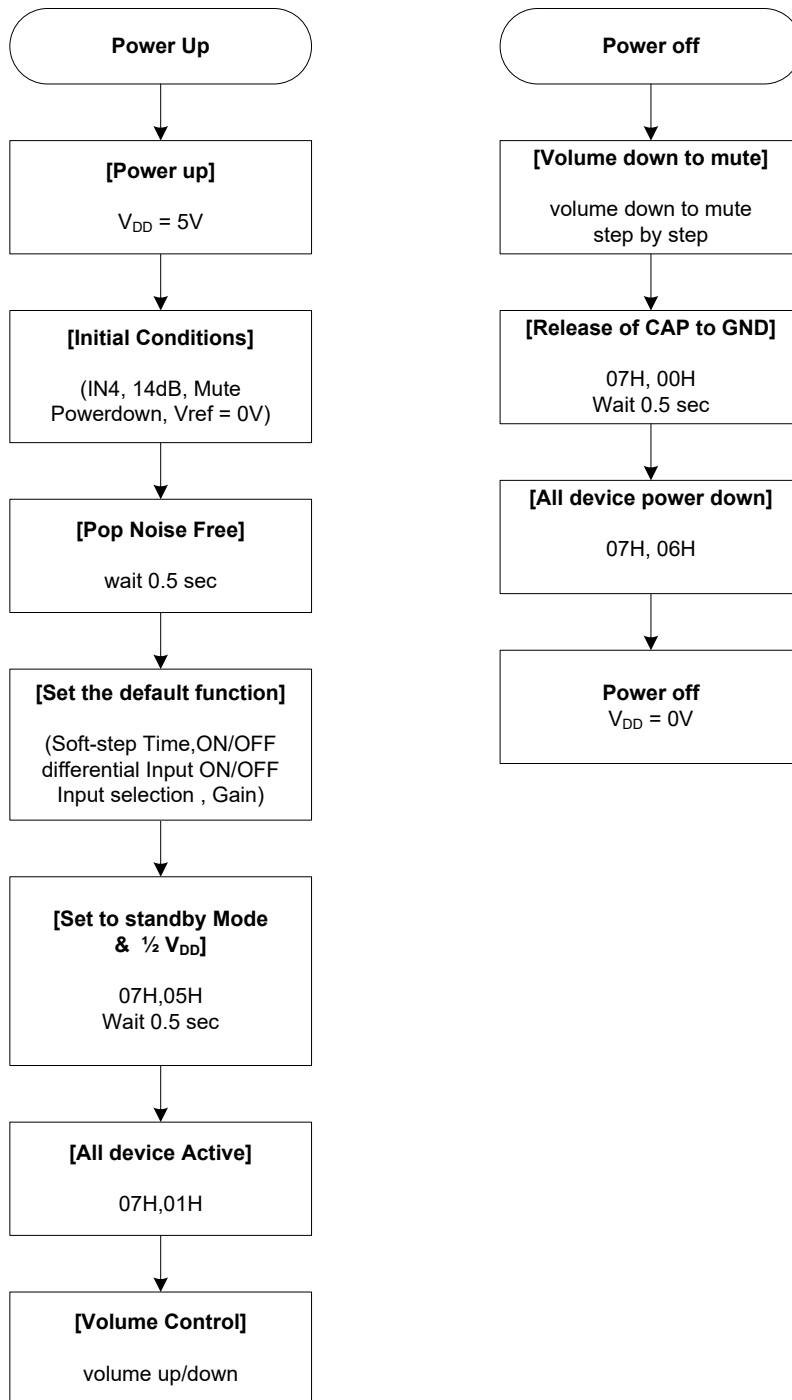 Power Up
[Power up]
VDD = 5V
[Initial Conditions]
(IN4, 14dB, Mute
Powerdown, Vref = 0V)
[Pop Noise Free]
wait 0.5 sec
[Set the default function]
(Soft-step Time,ON/OFF
differential Input ON/OFF
Input selection , Gain)
[Set to standby Mode
& ½ VDD]
07H,05H
Wait 0.5 sec
[All device Active]
07H,01H
[Volume Control]
volume up/down
Power off
[Volume down to mute]
volume down to mute
step by step
[Release of CAP to GND]
07H, 00H
Wait 0.5 sec
[All device power down]
07H, 06H
Power off
VDD = 0V